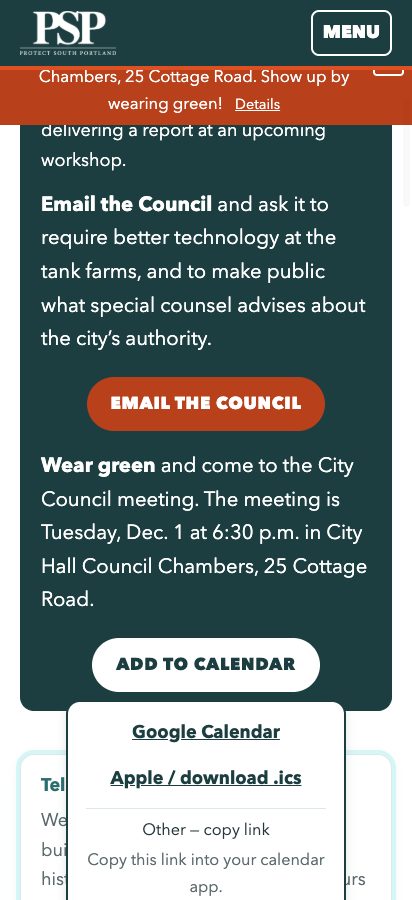 PSP
PROTECT SOUTH PORTLAND
MENU
Chambers, 25 Cottage Road. Show up by
wearing green! Details
delivering a report at an upcoming
workshop.
Email the Council and ask it to
require better technology at the
tank farms, and to make public
what special counsel advises about
the city’s authority.
EMAIL THE COUNCIL
Wear green and come to the City
Council meeting. The meeting is
Tuesday, Dec. 1 at 6:30 p.m. in City
Hall Council Chambers, 25 Cottage
Road.
ADD TO CALENDAR
Google Calendar
Apple / download .ics
Other – copy link
Copy this link into your calendar
app.
Tel
We